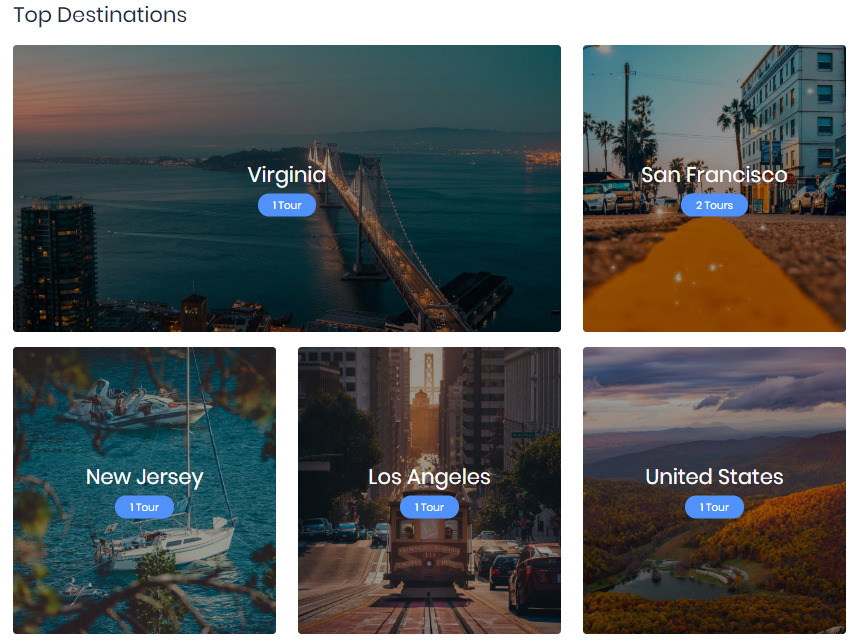 Top Destinations
Virginia
1 Tour
San Francisco
2 Tours
New Jersey
1 Tour
Los Angeles
1 Tour
United States
1 Tour